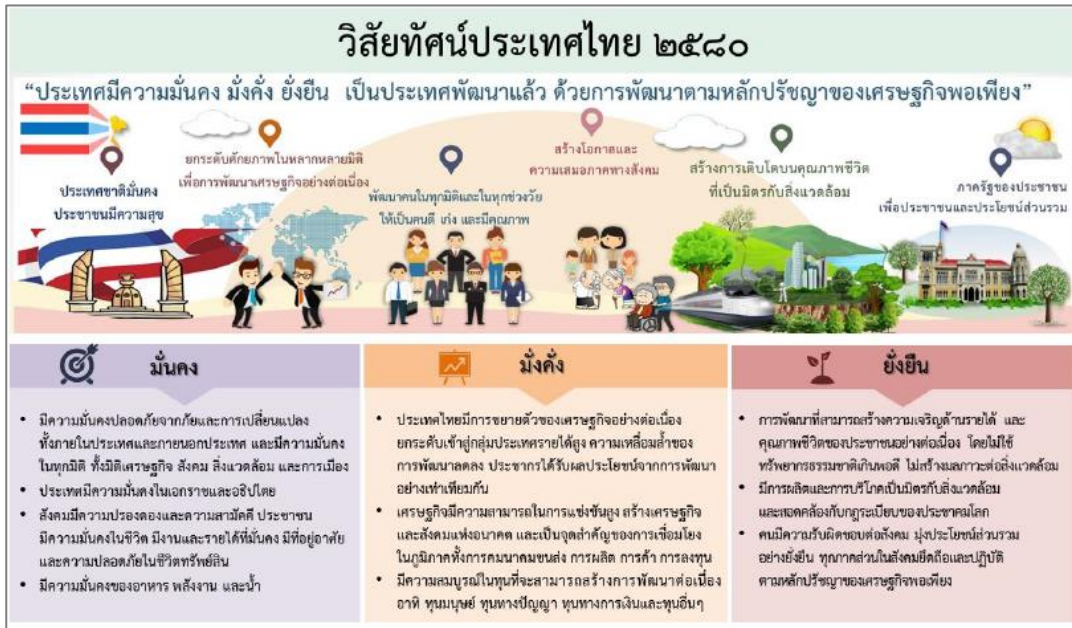 วิสัยทัศน์ประเทศไทย ๒๕๘๐
“ประเทศมีความมั่นคง มั่งคั่ง ยั่งยืน เป็นประเทศพัฒนาแล้ว ด้วยการพัฒนาตามหลักปรัชญาของเศรษฐกิจพอเพียง”
ประเทศชาติมั่นคง
ประชาชนมีความสุข
ยกระดับศักยภาพในหลากหลายมิติ
เพื่อการพัฒนาเศรษฐกิจอย่างต่อเนื่อง
พัฒนาคนในทุกมิติและในทุกช่วงวัย
ให้เป็นคนดี เก่ง และมีคุณภาพ
สร้างโอกาสและ
ความเสมอภาคทางสังคม
สร้างการเติบโตบนคุณภาพชีวิต
ที่เป็นมิตรกับสิ่งแวดล้อม
ภาครัฐของประชาชน
เพื่อประชาชนและประโยชน์ส่วนรวม
มั่นคง
• มีความมั่นคงปลอดภัยจากภัยและการเปลี่ยนแปลง
ทั้งภายในประเทศและภายนอกประเทศ และมีความมั่นคง
ในทุกมิติ ทั้งมิติเศรษฐกิจ สังคม สิ่งแวดล้อม และการเมือง
• ประเทศมีความมั่นคงในเอกราชและอธิปไตย
• สังคมมีความปรองดองและความสามัคคี ประชาชน
มีความมั่นคงในชีวิต มีงานและรายได้ที่มั่นคง มีที่อยู่อาศัย
และความปลอดภัยในชีวิตทรัพย์สิน
• มีความมั่นคงของอาหาร พลังงาน และน้ำ
มั่งคั่ง
• ประเทศไทยมีการขยายตัวของเศรษฐกิจอย่างต่อเนื่อง
ยกระดับเข้าสู่กลุ่มประเทศรายได้สูง ความเหลื่อมล้ำของ
การพัฒนาลดลง ประชากรได้รับผลประโยชน์จากการพัฒนา
อย่างเท่าเทียมกัน
• เศรษฐกิจมีความสามารถในการแข่งขันสูง สร้างเศรษฐกิจ
และสังคมแห่งอนาคต และเป็นจุดสำคัญของการเชื่อมโยง
ในภูมิภาคทั้งการคมนาคมขนส่ง การผลิต การค้า การลงทุน
• มีความสมบูรณ์ในทุนที่จะสามารถสร้างการพัฒนาต่อเนื่อง
อาทิ ทุนมนุษย์ ทุนทางปัญญา ทุนทางการเงินและทุนอื่นๆ
ยั่งยืน
• การพัฒนาที่สามารถสร้างความเจริญด้านรายได้ และ
คุณภาพชีวิตของประชาชนอย่างต่อเนื่อง โดยไม่ใช้
ทรัพยากรธรรมชาติเกินพอดี ไม่สร้างมลภาวะต่อสิ่งแวดล้อม
• มีการผลิตและการบริโภคเป็นมิตรกับสิ่งแวดล้อม
และสอดคล้องกับกฎระเบียบของประชาคมโลก
• คนมีความรับผิดชอบต่อสังคม มุ่งประโยชน์ส่วนรวม
อย่างยั่งยืน ทุกภาคส่วนในสังคมยึดถือและปฏิบัติ
ตามหลักปรัชญาของเศรษฐกิจพอเพียง